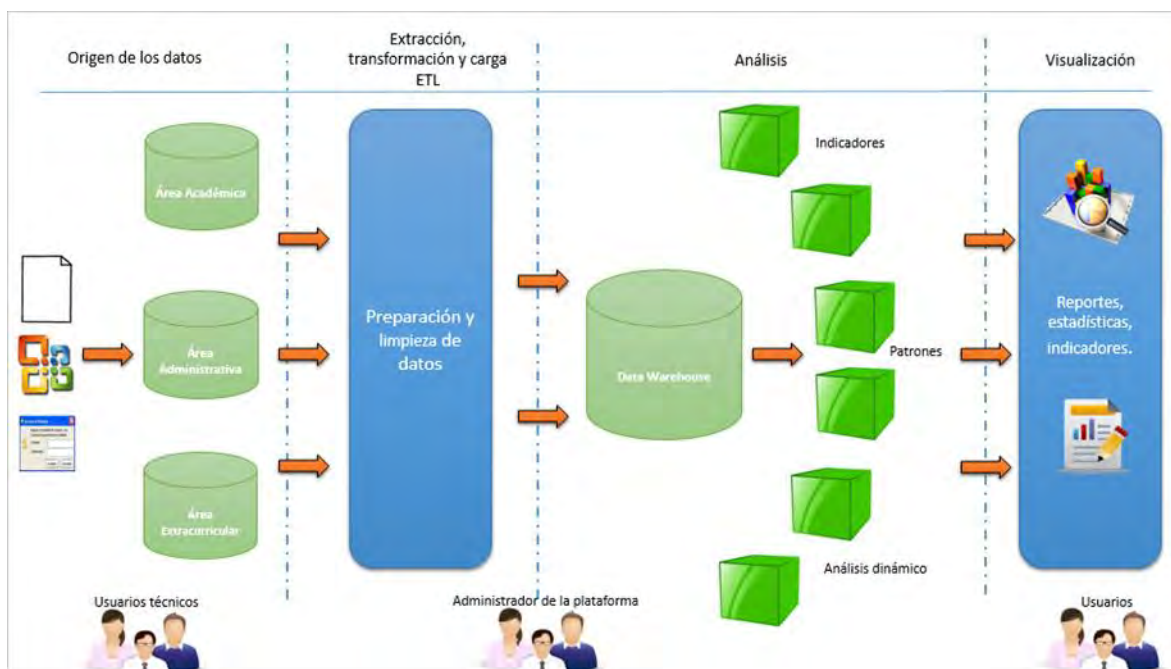 Origen de los datos
Extracción,
transformación y carga
ETL
Análisis
Visualización
Área Académica
Área
Administrativa
Área
Extracorricular
Preparación y
limpieza de
datos
Data Warehouse
Indicadores
Patrones
Análisis dinámico
Reportes,
estadísticas,
indicadores.
Usuarios técnicos
Administrador de la plataforma
Usuarios